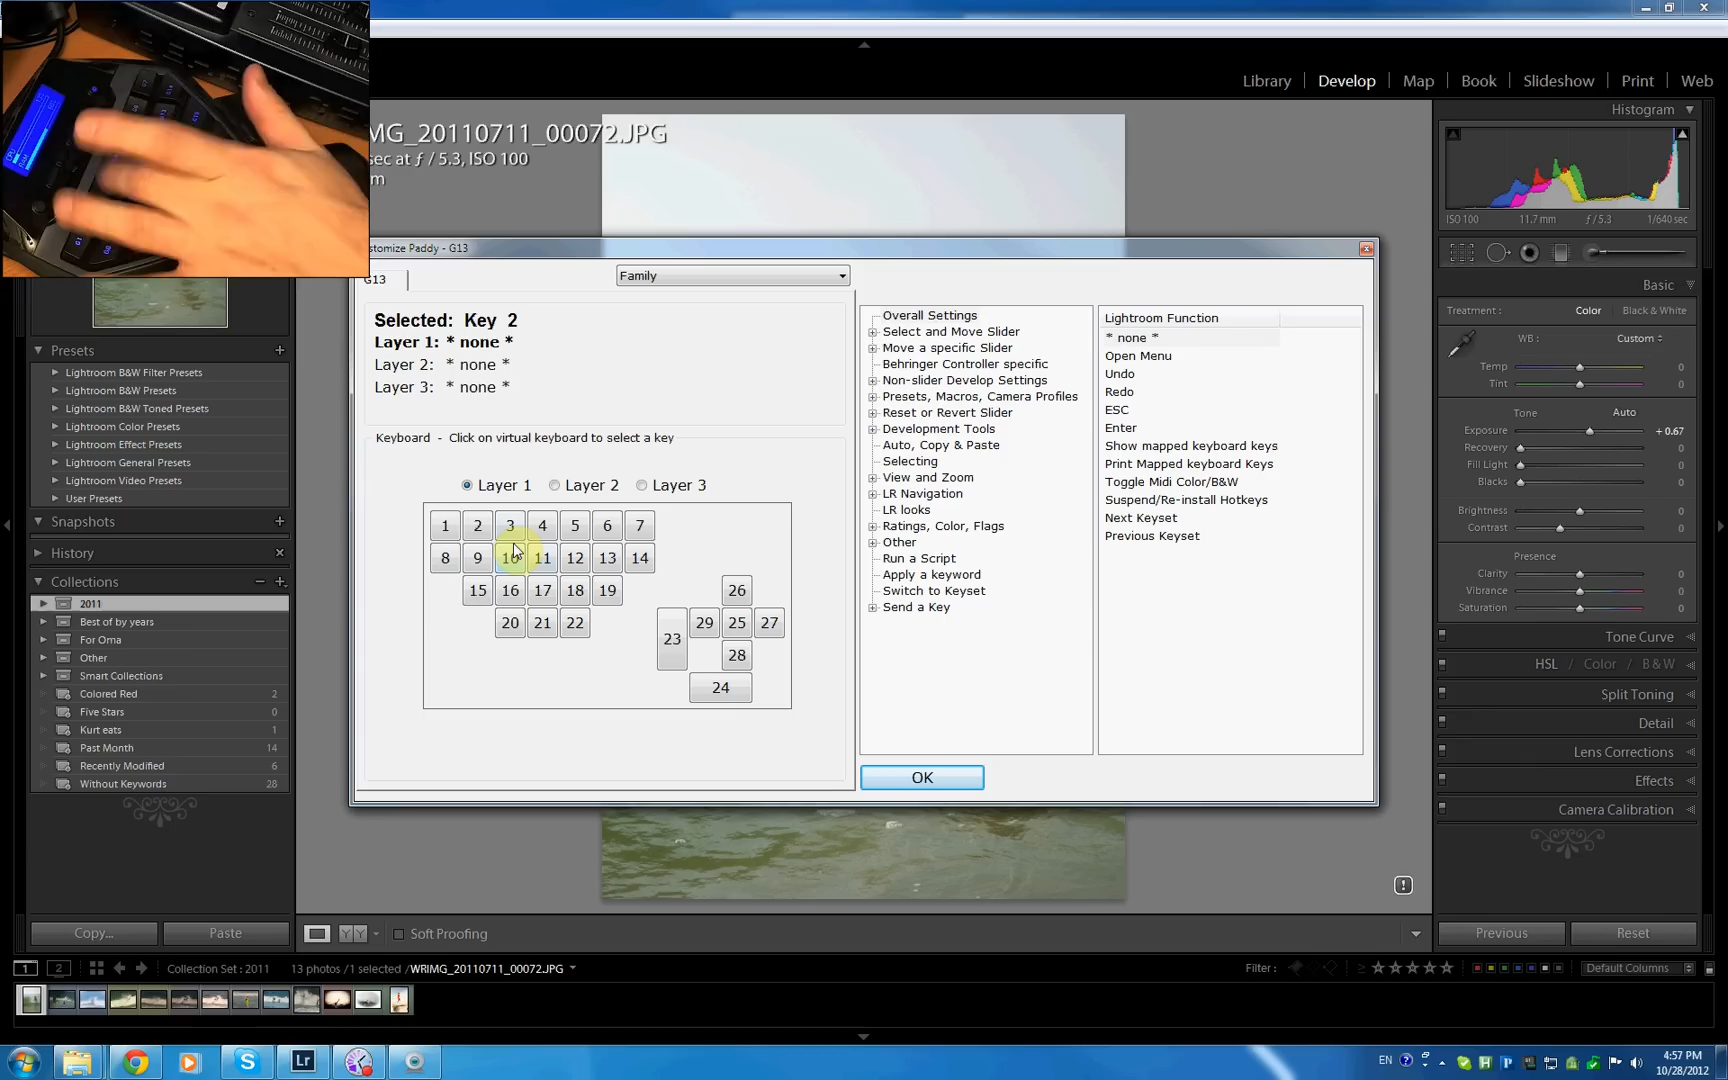 Library Develop Map Book Slideshow Print Web
MG_20110711_00072.JPG
sec at ƒ / 5.3, ISO 100
m
Histogram
ISO 100 11.7 mm ƒ / 5.3 1/640 sec
Basic
Treatment : Color Black & White
WB : Custom
Temp 0
Tint 0
Tone Auto
Exposure + 0.67
Recovery 0
Fill Light 0
Blacks 0
Brightness 0
Contrast 0
Presence
Clarity 0
Vibrance 0
Saturation 0
Tone Curve
HSL / Color / B & W
Split Toning
Detail
Lens Corrections
Effects
Camera Calibration
Previous Reset
Presets
Lightroom B&W Filter Presets
Lightroom B&W Presets
Lightroom B&W Toned Presets
Lightroom Color Presets
Lightroom Effect Presets
Lightroom General Presets
Lightroom Video Presets
User Presets
Snapshots
History
Collections
2011
Best of by years
For Oma
Other
Smart Collections
Colored Red 2
Five Stars 0
Kurt eats 1
Past Month 14
Recently Modified 6
Without Keywords 28
Copy... Paste
stomize Paddy - G13
G13
Family
Selected: Key 2
Layer 1: * none *
Layer 2: * none *
Layer 3: * none *
Keyboard - Click on virtual keyboard to select a key
Layer 1 Layer 2 Layer 3
1 2 3 4 5 6 7
8 9 10 11 12 13 14
15 16 17 18 19 26
20 21 22 23 29 25 27
28
24
Overall Settings
Select and Move Slider
Move a specific Slider
Behringer Controller specific
Non-slider Develop Settings
Presets, Macros, Camera Profiles
Reset or Revert Slider
Development Tools
Auto, Copy & Paste
Selecting
View and Zoom
LR Navigation
LR looks
Ratings, Color, Flags
Other
Run a Script
Apply a keyword
Switch to Keyset
Send a Key
Lightroom Function
* none *
Open Menu
Undo
Redo
ESC
Enter
Show mapped keyboard keys
Print Mapped keyboard Keys
Toggle Midi Color/B&W
Suspend/Re-install Hotkeys
Next Keyset
Previous Keyset
OK
Soft Proofing
1 2 Collection Set : 2011 13 photos / 1 selected / WRIMG_20110711_00072.JPG Filter : Default Columns
EN 4:57 PM
10/28/2012